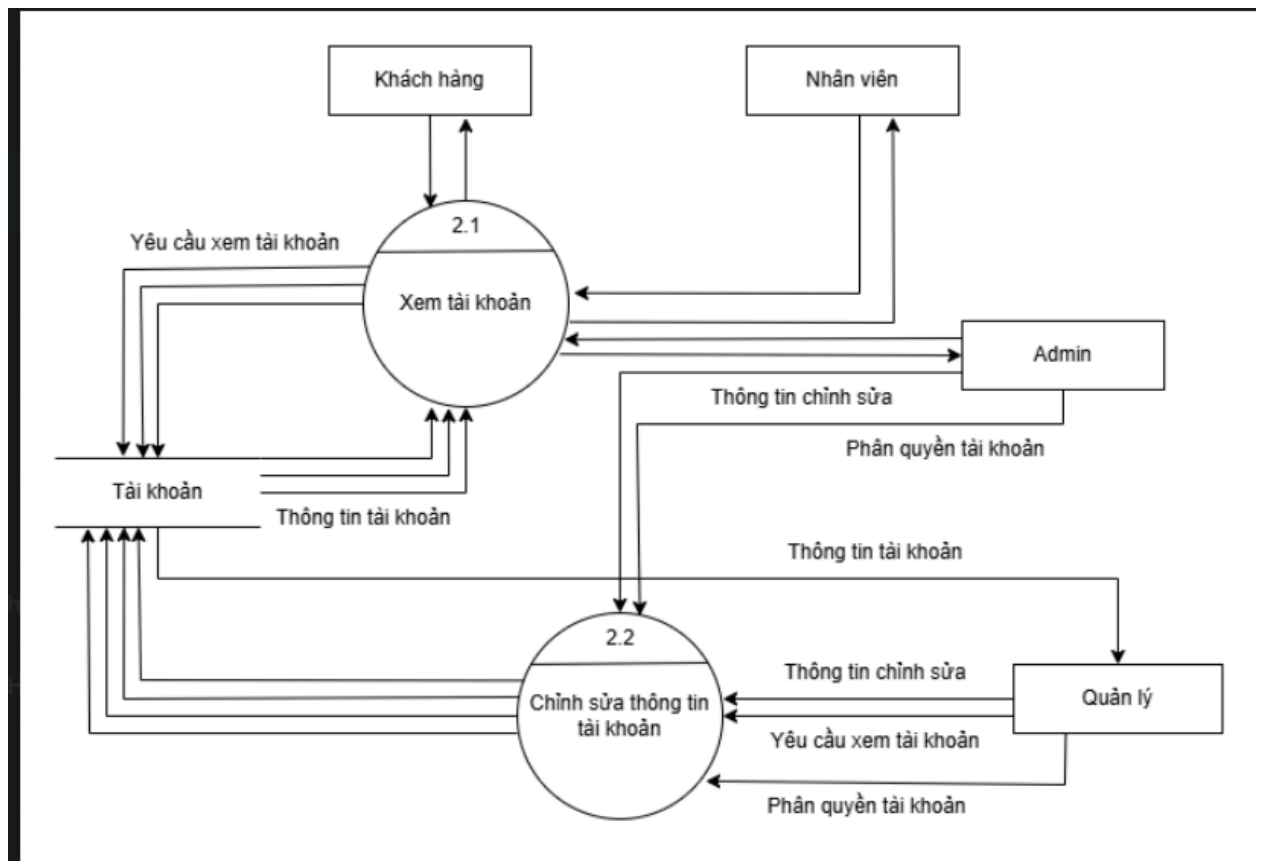 Khách hàng
Nhân viên
2.1
Yêu cầu xem tài khoản
Xem tài khoản
Admin
Thông tin chỉnh sửa
Phân quyền tài khoản
Tài khoản
Thông tin tài khoản
Thông tin tài khoản
2.2
Thông tin chỉnh sửa
Chỉnh sửa thông tin
tài khoản
Quản lý
Yêu cầu xem tài khoản
Phân quyền tài khoản